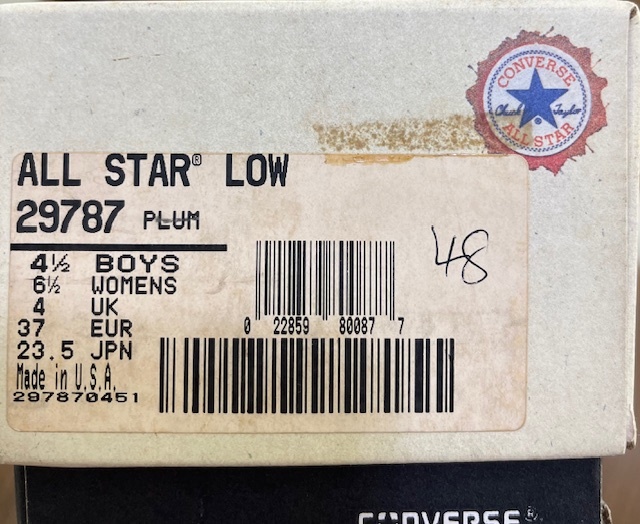 CONVERSE
Chuck Taylor
®
ALL STAR
ALL STAR® LOW
29787 PLUM
4½ BOYS
6½ WOMENS
4 UK
37 EUR
23.5 JPN
Made in U.S.A.
297870451
0 22859 80087 7
48
CONVERSE®